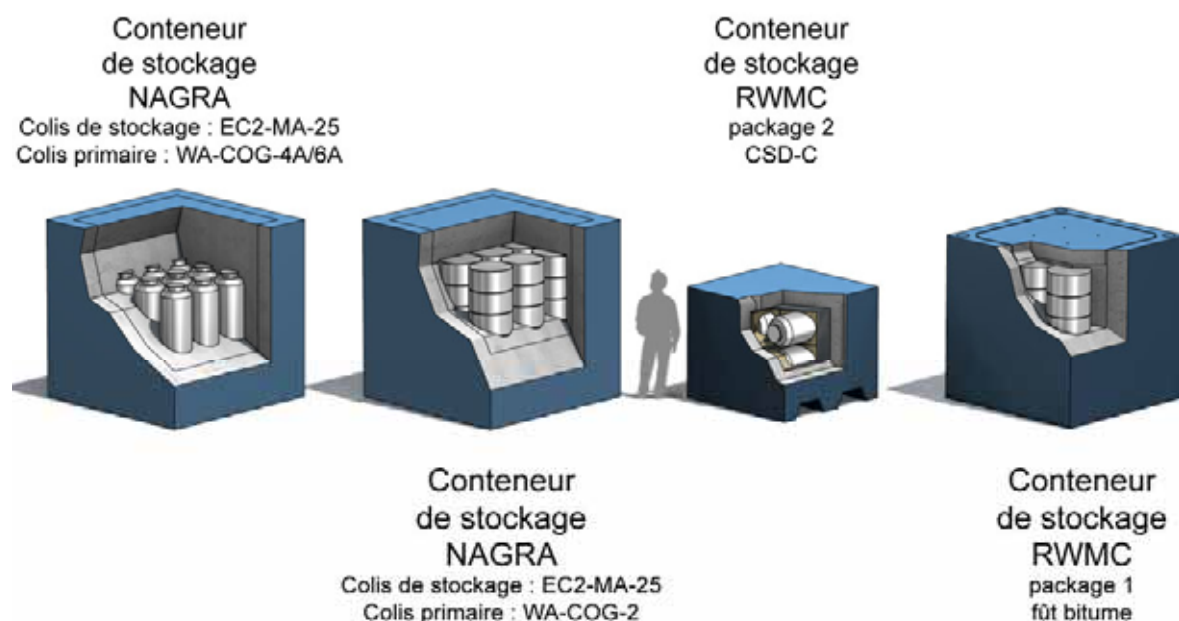 Conteneur
de stockage
NAGRA
Colis de stockage : EC2-MA-25
Colis primaire : WA-COG-4A/6A
Conteneur
de stockage
RWMC
package 2
CSD-C
Conteneur
de stockage
NAGRA
Colis de stockage : EC2-MA-25
Colis primaire : WA-COG-2
Conteneur
de stockage
RWMC
package 1
fût bitume